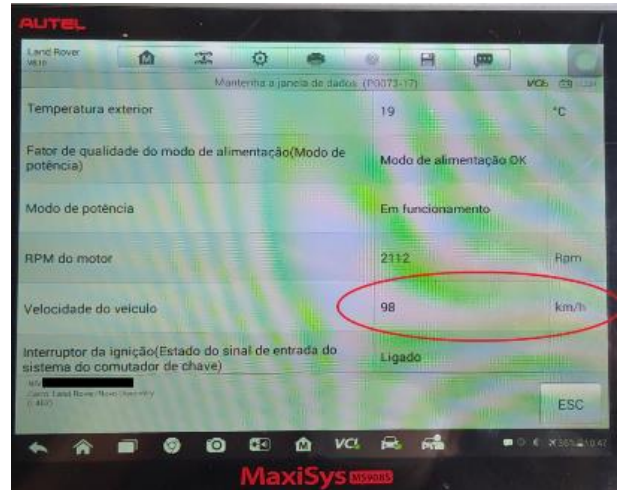 AUTEL
Land Rover
Mantenha a janela de dados (P0073-17)
Temperatura exterior 19 °C
Fator de qualidade do modo de alimentação(Modo de
potência) Modo de alimentação OK
Modo de potência Em funcionamento
RPM do motor 2112 Rpm
Velocidade do veículo 98 km/h
Interruptor da ignição(Estado do sinal de entrada do
sistema do comutador de chave) Ligado
ESC
VCI
MaxiSys MS908S